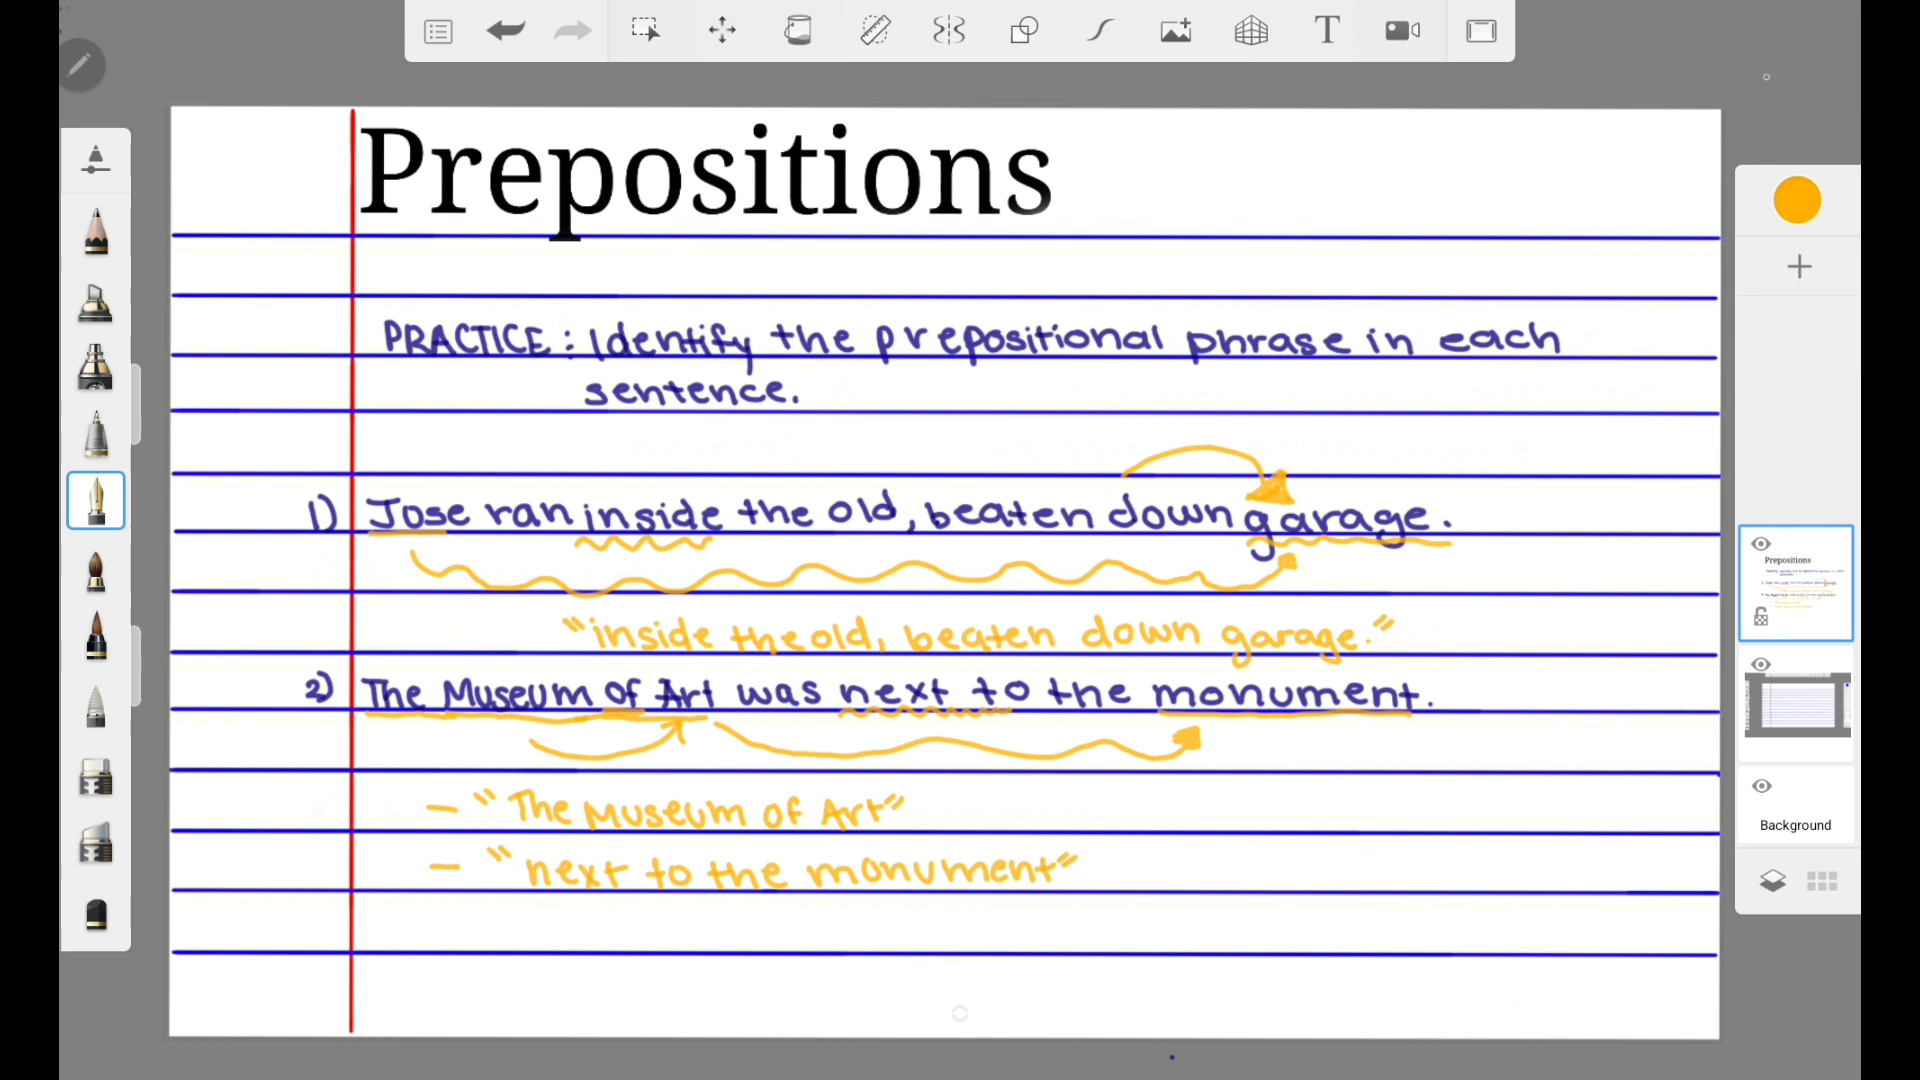 Prepositions
PRACTICE: Identify the prepositional phrase in each
sentence.
1) Jose ran inside the old, beaten down garage.
"inside the old, beaten down garage."
2) The Museum of Art was next to the monument.
- "The Museum of Art"
- "next to the monument"
T
Prepositions
Background